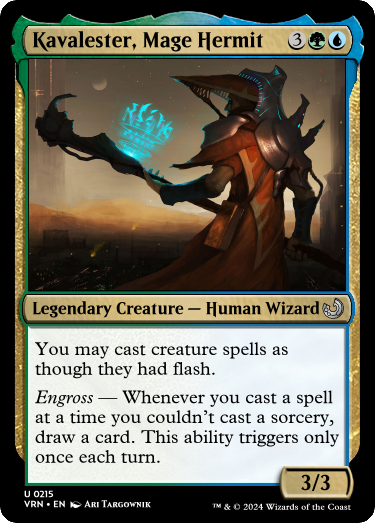 Kavalester, Mage Hermit 3
Legendary Creature — Human Wizard
You may cast creature spells as
though they had flash.
Engross — Whenever you cast a spell
at a time you couldn't cast a sorcery,
draw a card. This ability triggers only
once each turn.
3/3
U 0215
VRN • EN Ari Targownik
™ & © 2024 Wizards of the Coast